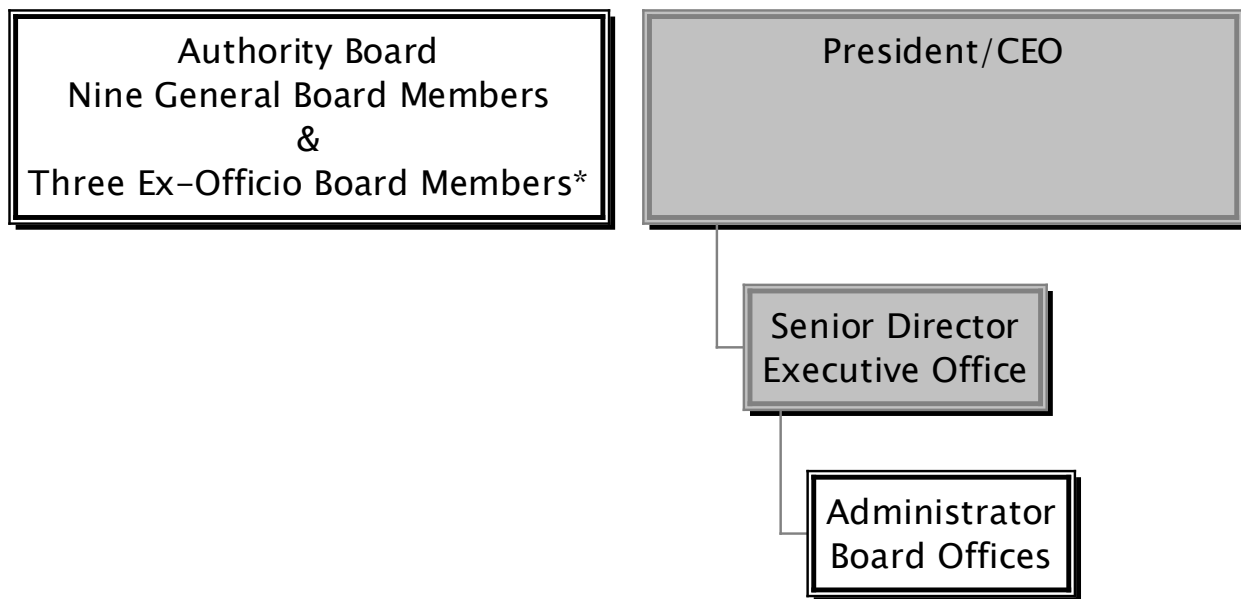 Authority Board
Nine General Board Members
&
Three Ex-Officio Board Members*
President/CEO
Senior Director
Executive Office
Administrator
Board Offices